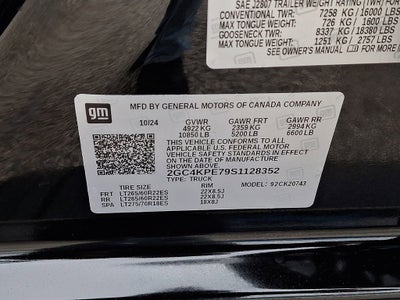 SAE J2807 TRAILER WEIGHT RATING (TWR) FOR
CONVENTIONAL TWR: 7258 KG / 16000 LBS
MAX TONGUE WEIGHT: 726 KG / 1600 LBS
GOOSENECK TWR: 8337 KG / 18380 LBS
MAX TONGUE WEIGHT: 1251 KG / 2757 LBS
SEE OWNER'S MANUAL
gm
MFD BY GENERAL MOTORS OF CANADA COMPANY
10/24 GVWR GAWR FRT GAWR RR
4922 KG 2359 KG 2994 KG
10850 LB 5200 LB 6600 LB
THIS VEHICLE CONFORMS TO ALL
APPLICABLE U.S. FEDERAL MOTOR
VEHICLE SAFETY STANDARDS IN EFFECT
ON THE DATE OF MANUFACTURE SHOWN ABOVE.
2GC4KPE79S1128352
TYPE: TRUCK
TIRE SIZE RIM MODEL: 92CK20743
FRT LT265/60R22ES 22X8.5J
RR LT265/60R22ES 22X8.5J
SPA LT275/70R18ES 18X8J